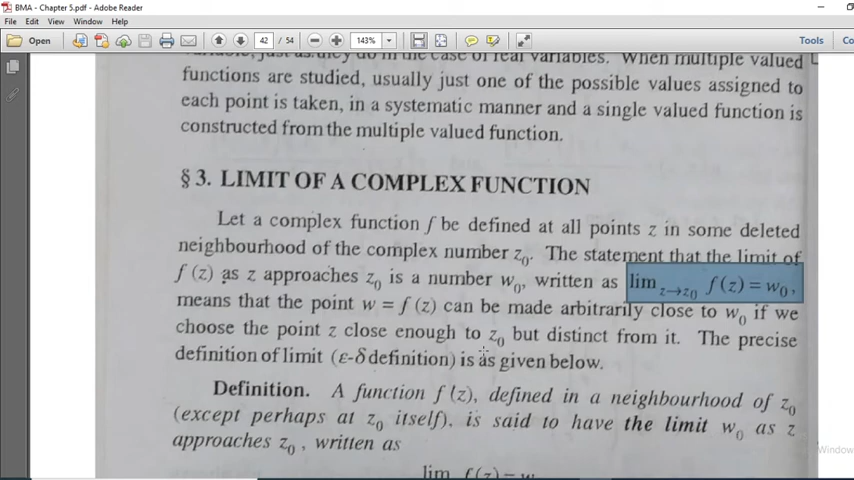 BMA - Chapter 5.pdf - Adobe Reader
File Edit View Window Help
Open 42 / 54 143% Tools
functions are studied, usually just one of the possible values assigned to
each point is taken, in a systematic manner and a single valued function is
constructed from the multiple valued function.
§ 3. LIMIT OF A COMPLEX FUNCTION
Let a complex function f be defined at all points z in some deleted
neighbourhood of the complex number z₀. The statement that the limit of
f (z) as z approaches z₀ is a number w₀, written as lim z→z₀ f(z) = w₀,
means that the point w = f (z) can be made arbitrarily close to w₀ if we
choose the point z close enough to z₀ but distinct from it. The precise
definition of limit (ε-δ definition) is as given below.
Definition. A function f (z), defined in a neighbourhood of z₀
(except perhaps at z₀ itself), is said to have the limit w₀ as z
approaches z₀ , written as
Window